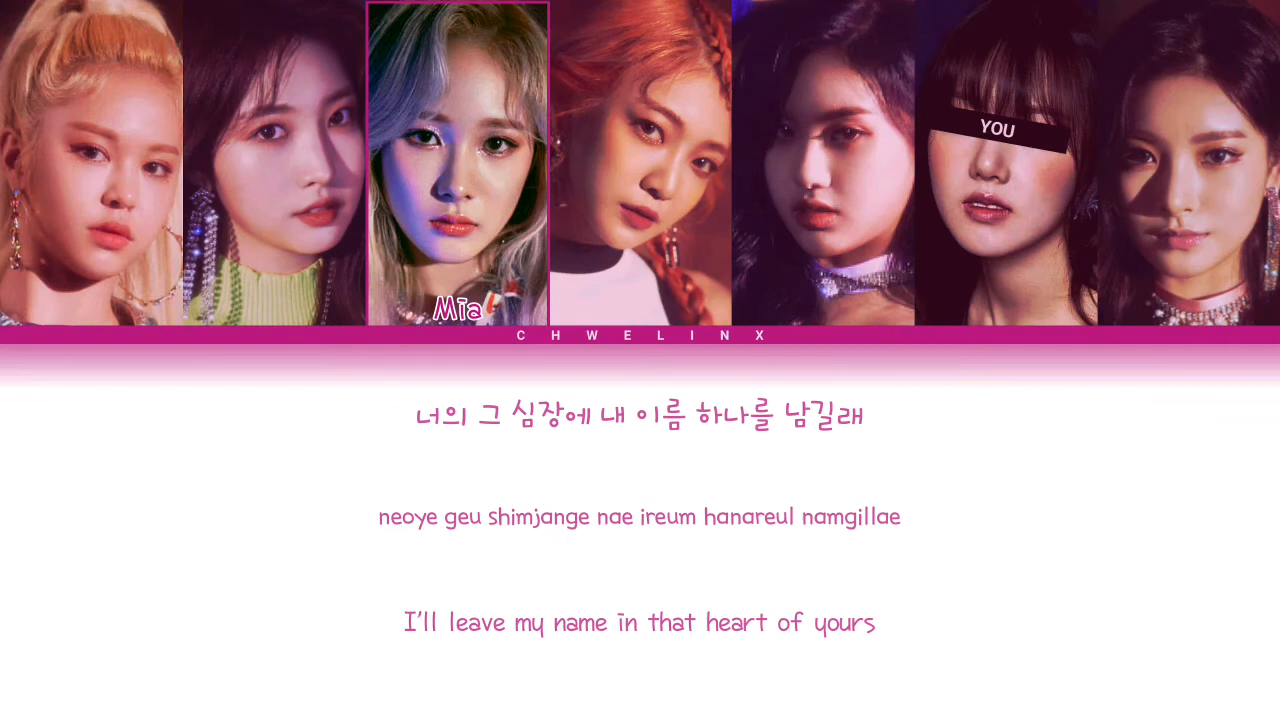 YOU
Mia
CHWELINX
너의 그 심장에 내 이름 하나를 남길래
neoye geu shimjange nae ireum hanareul namgillae
I'll leave my name in that heart of yours